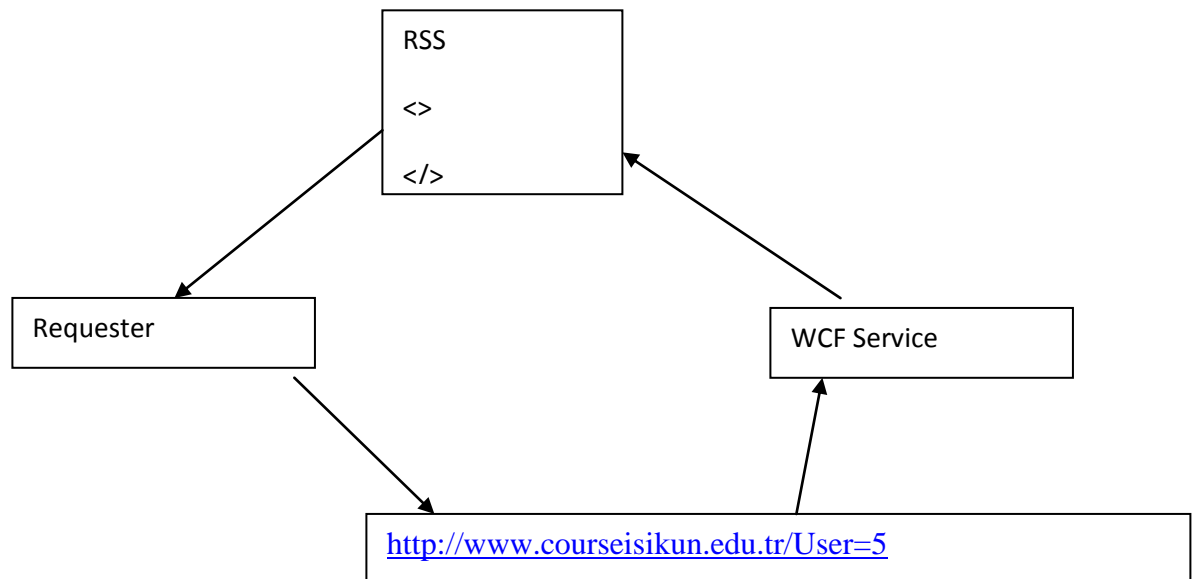 RSS
<>
</>
Requester
WCF Service
http://www.courseisikun.edu.tr/User=5